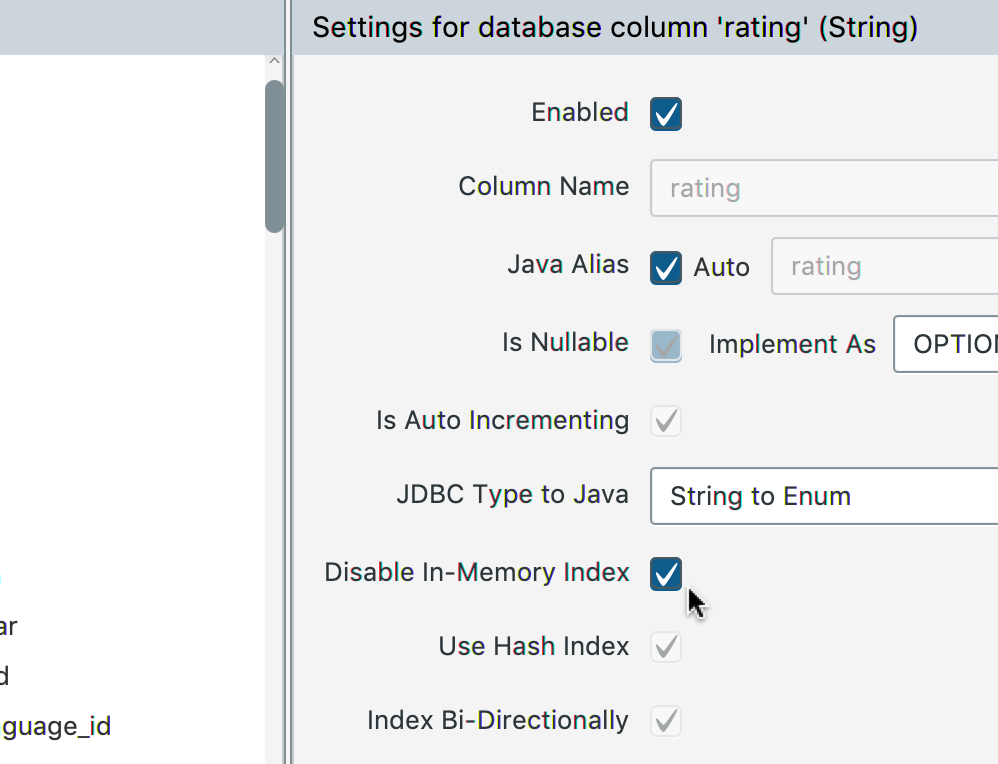 Settings for database column 'rating' (String)
Enabled
Column Name rating
Java Alias Auto rating
Is Nullable Implement As OPTION
Is Auto Incrementing
JDBC Type to Java String to Enum
Disable In-Memory Index
Use Hash Index
Index Bi-Directionally
ar
d
guage_id